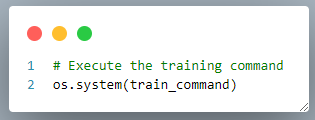 1 # Execute the training command
2 os.system(train_command)